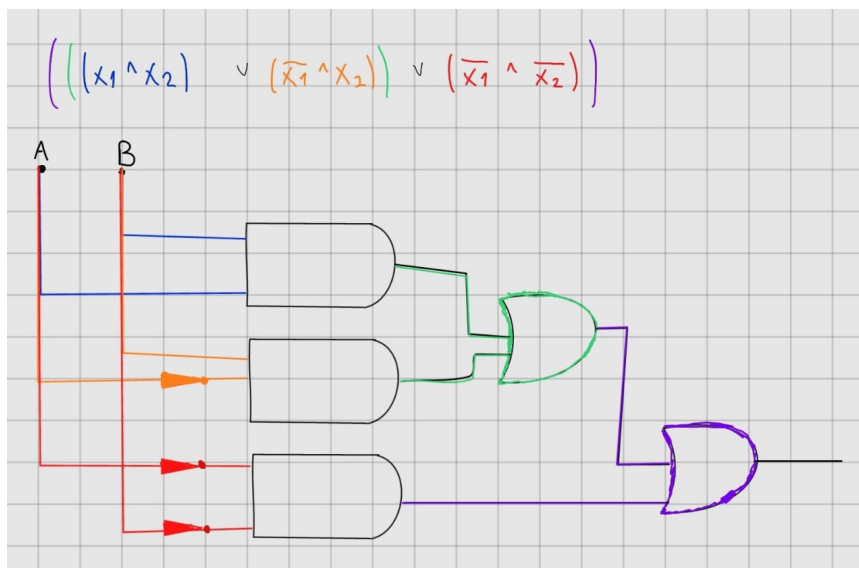 (((x1 ^ x2) v (x̅1̅ ^ x2)) v (x̅1̅ ^ x̅2̅))
A B